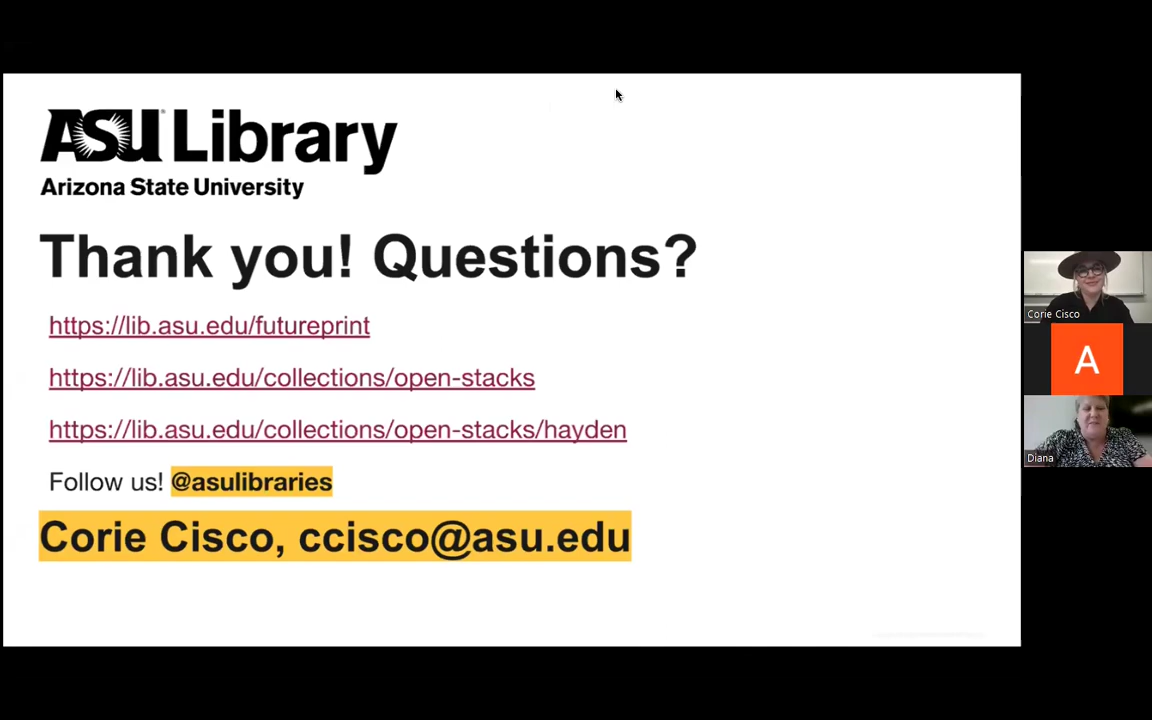 ASU Library
Arizona State University
Thank you! Questions?
https://lib.asu.edu/futureprint
https://lib.asu.edu/collections/open-stacks
https://lib.asu.edu/collections/open-stacks/hayden
Follow us! @asulibraries
Corie Cisco, ccisco@asu.edu
Corie Cisco
A
Diana